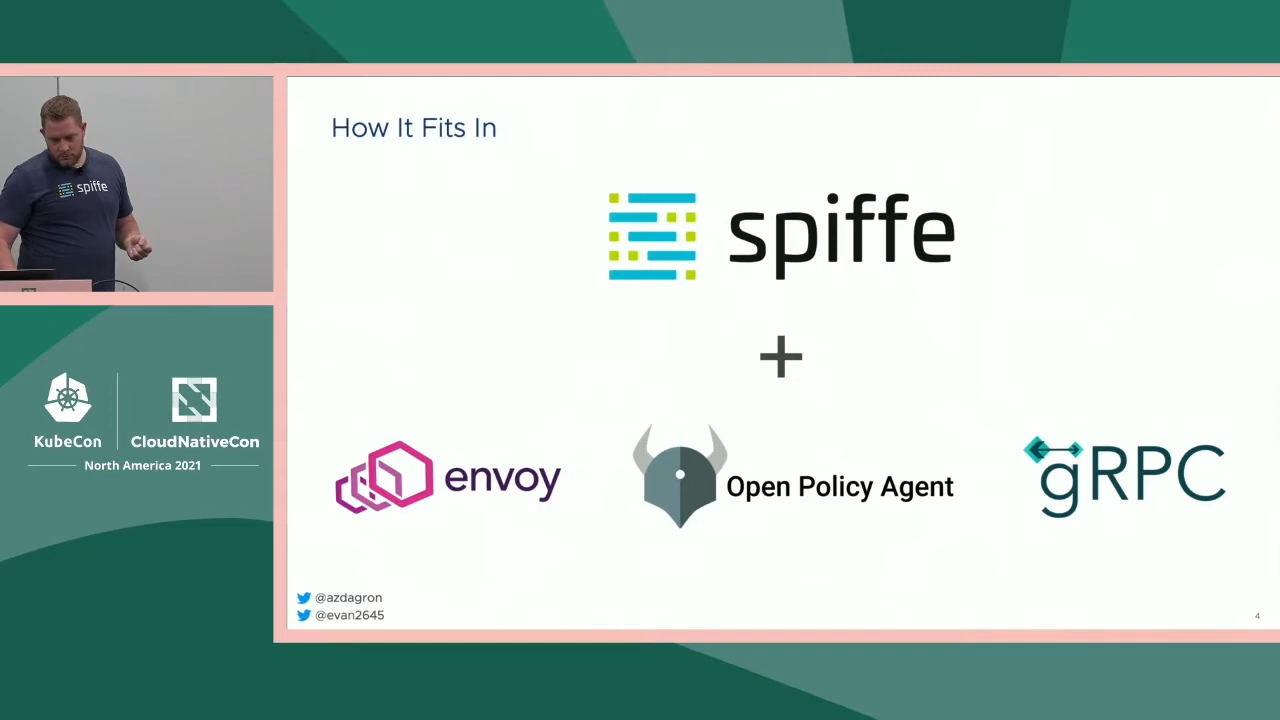 How It Fits In
spiffe
spiffe
+
envoy
Open Policy Agent
gRPC
KubeCon
CloudNativeCon
North America 2021
@azdagron
@evan2645
4